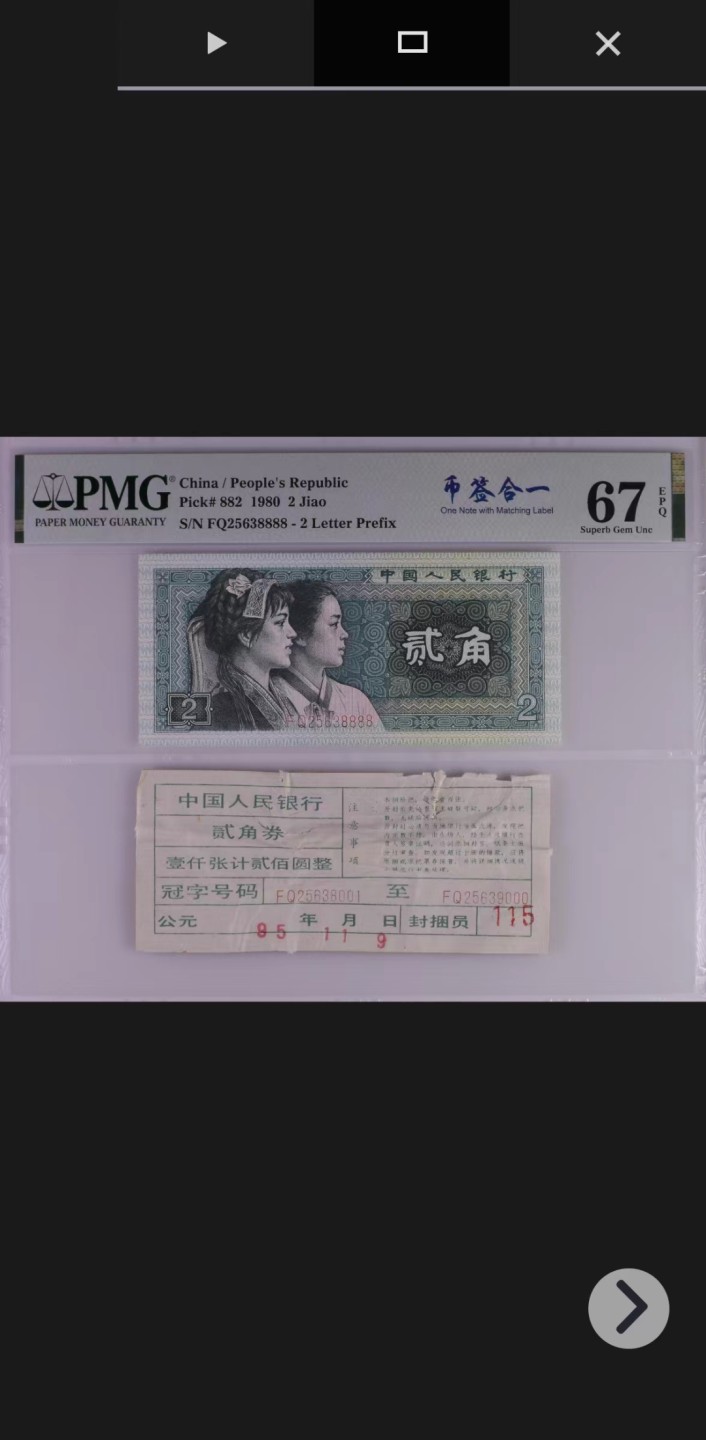 PMG®
PAPER MONEY GUARANTY
China / People's Republic
Pick# 882 1980 2 Jiao
S/N FQ25638888 - 2 Letter Prefix
币签合一
One Note with Matching Label
67
EPQ
Superb Gem Unc
中国人民银行
贰角
2
FQ25638888
2
中国人民银行
贰角券
壹仟张计贰佰圆整
注意事项
冠字号码 FQ25638001 至 FQ25639000
公元 95 年 11 月 9 日 封捆员 115